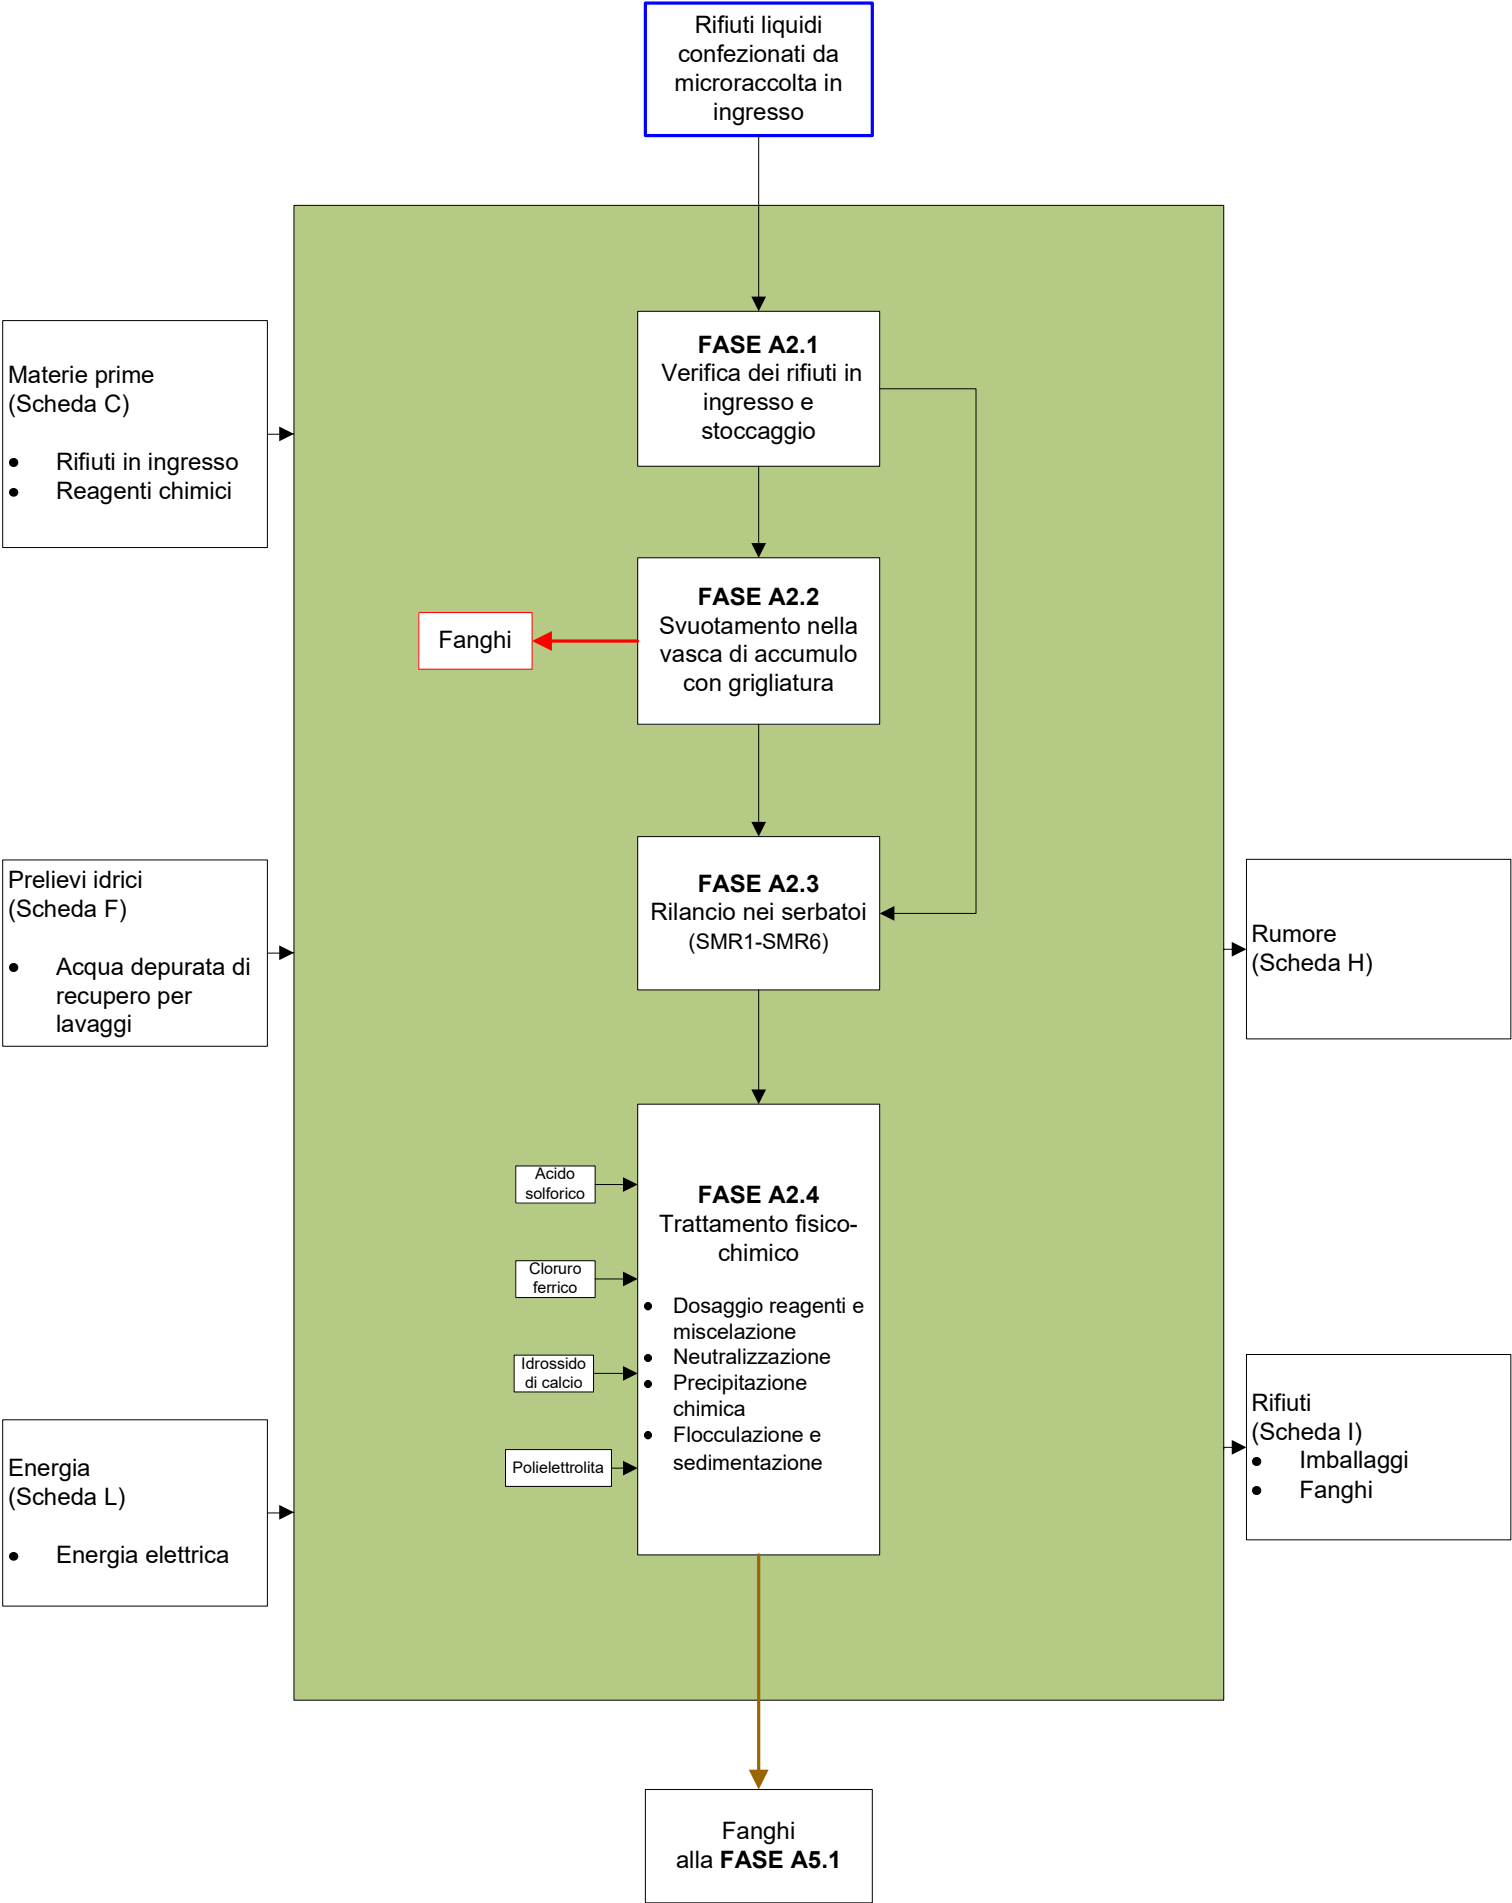 Rifiuti liquidi
confezionati da
microraccolta in
ingresso
FASE A2.1
Verifica dei rifiuti in
ingresso e
stoccaggio
Materie prime
(Scheda C)
• Rifiuti in ingresso
• Reagenti chimici
FASE A2.2
Svuotamento nella
vasca di accumulo
con grigliatura
Fanghi
FASE A2.3
Rilancio nei serbatoi
(SMR1-SMR6)
Prelievi idrici
(Scheda F)
• Acqua depurata di
recupero per
lavaggi
Rumore
(Scheda H)
Acido
solforico
Cloruro
ferrico
Idrossido
di calcio
Polielettrolita
FASE A2.4
Trattamento fisico-
chimico
• Dosaggio reagenti e
miscelazione
• Neutralizzazione
• Precipitazione
chimica
• Flocculazione e
sedimentazione
Energia
(Scheda L)
• Energia elettrica
Rifiuti
(Scheda I)
• Imballaggi
• Fanghi
Fanghi
alla FASE A5.1